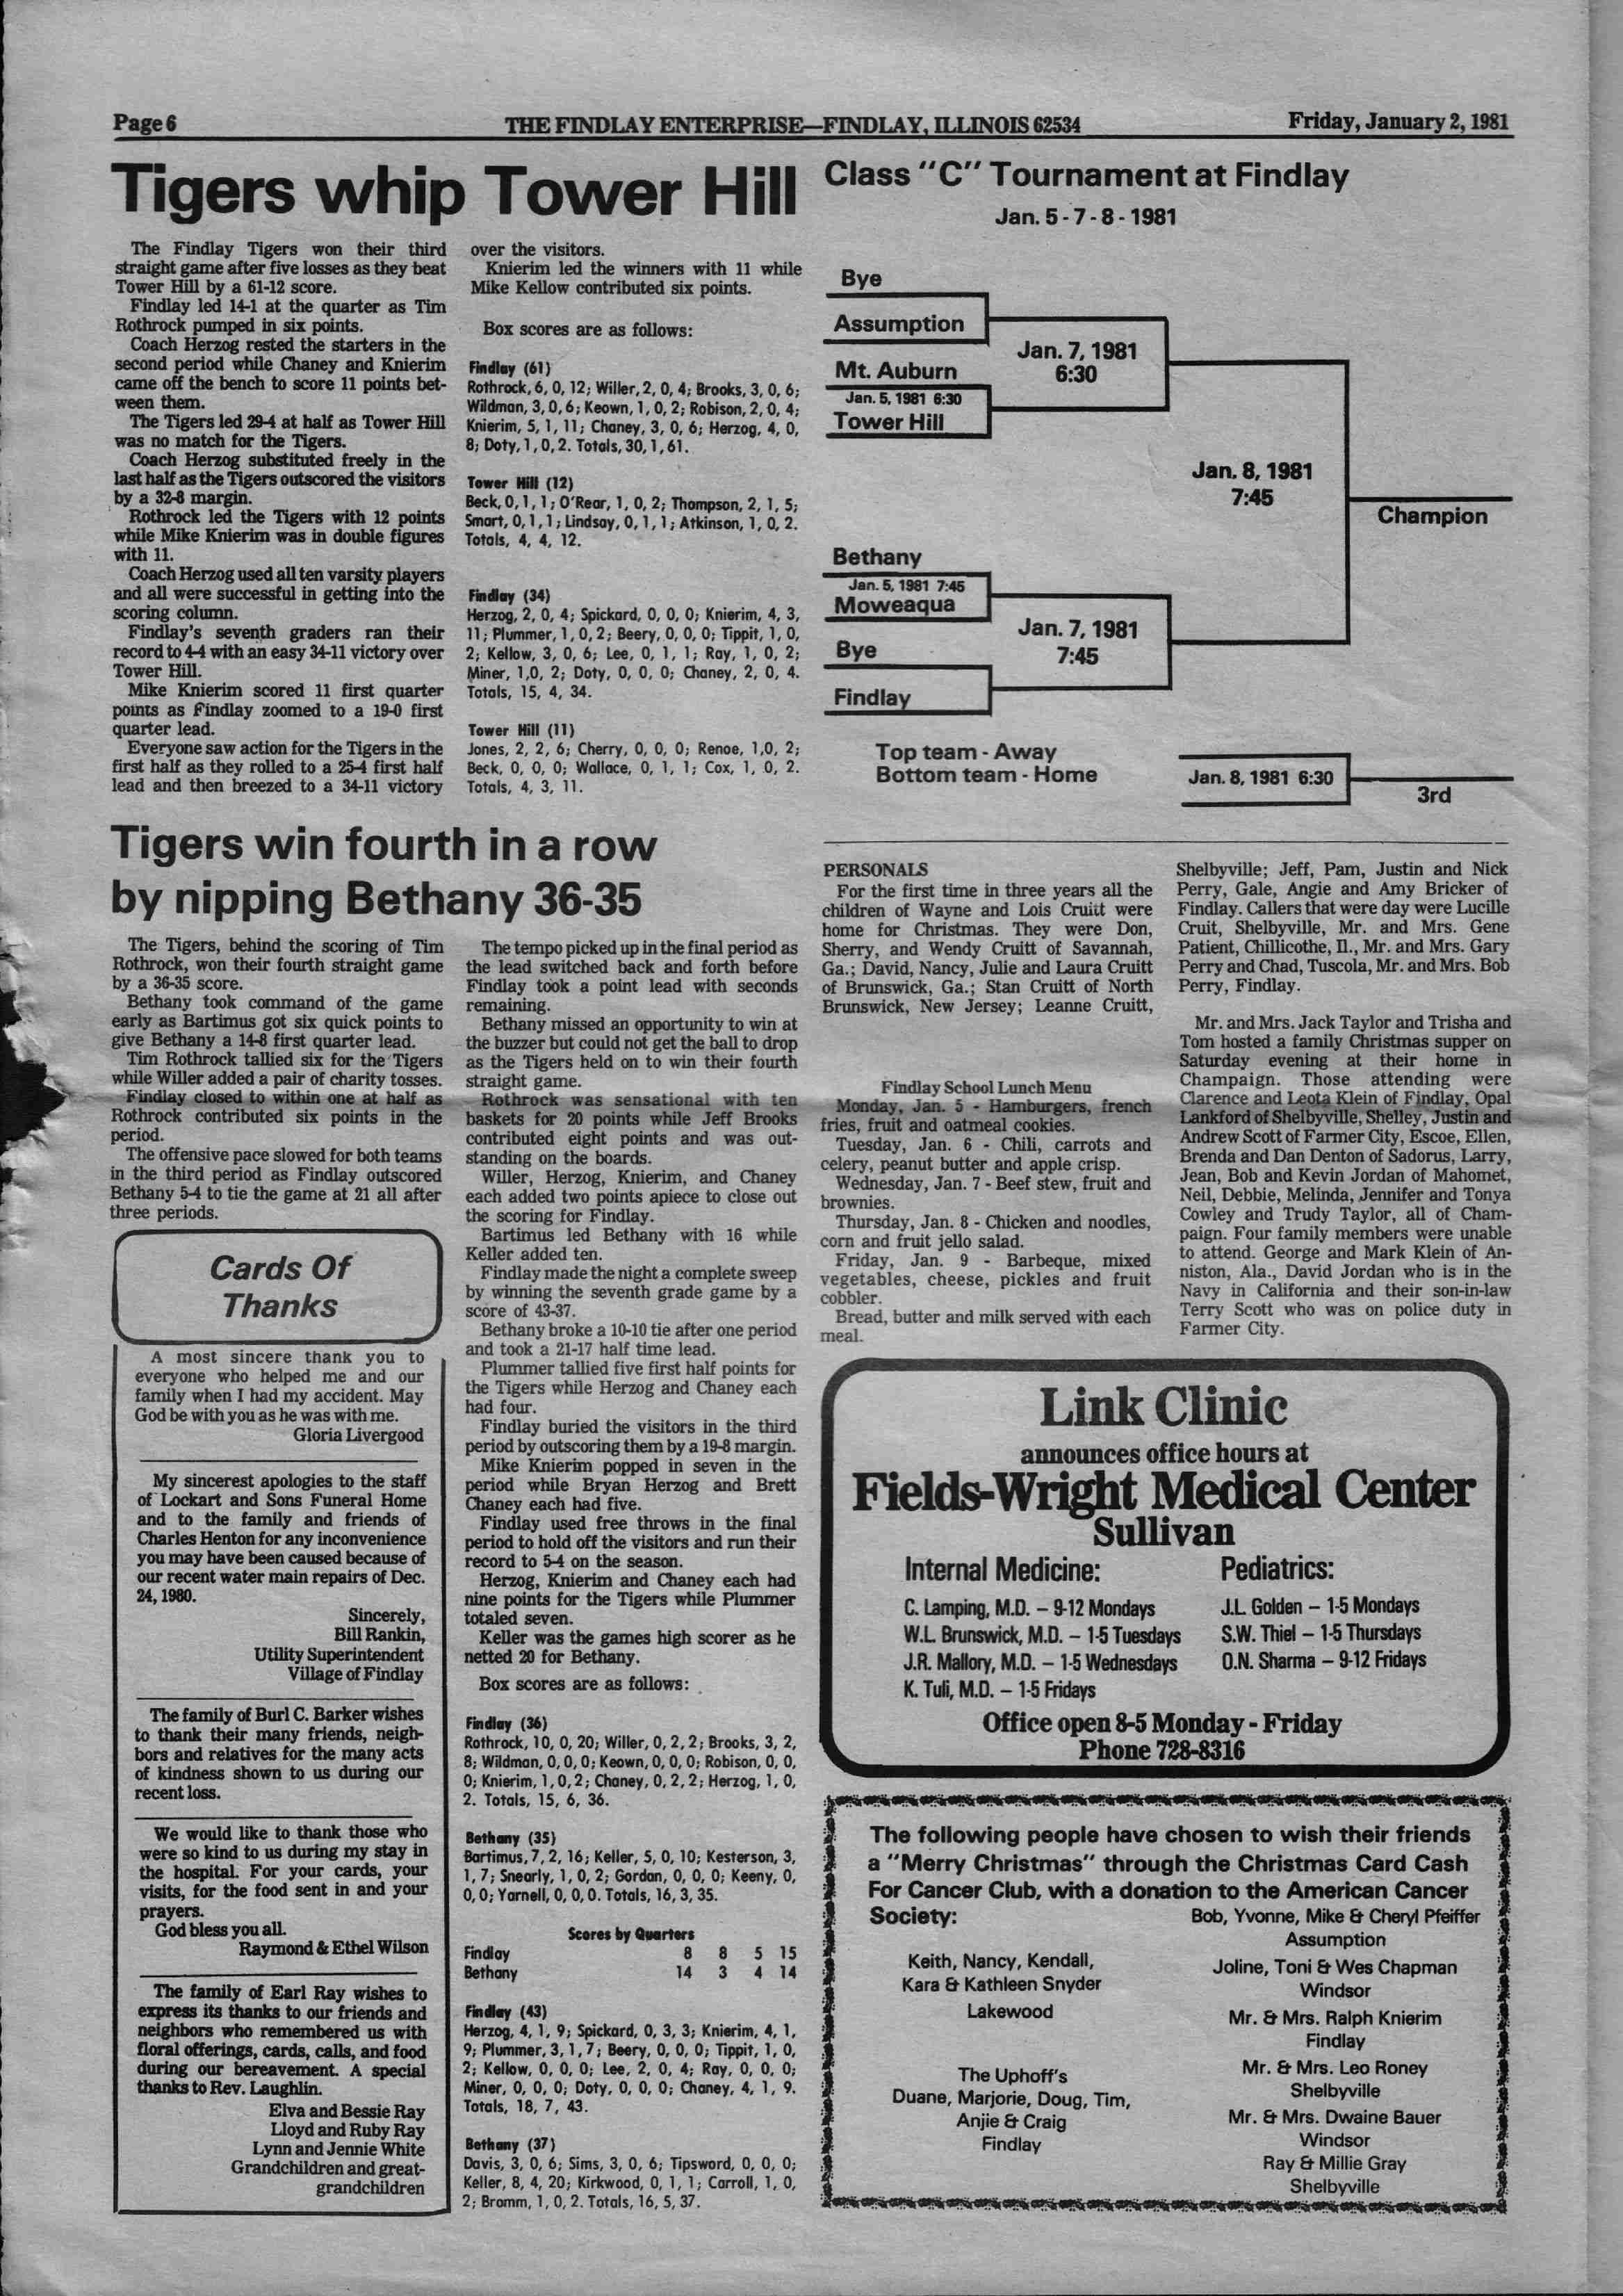 Page 6
THE FINDLAY ENTERPRISE—FINDLAY, ILLINOIS 62534
Friday, January 2, 1981
Tigers whip Tower Hill
The Findlay Tigers won their third
straight game after five losses as they beat
Tower Hill by a 61-12 score.
Findlay led 14-1 at the quarter as Tim
Rothrock pumped in six points.
Coach Herzog rested the starters in the
second period while Chaney and Knierim
came off the bench to score 11 points bet-
ween them.
The Tigers led 29-4 at half as Tower Hill
was no match for the Tigers.
Coach Herzog substituted freely in the
last half as the Tigers outscored the visitors
by a 32-8 margin.
Rothrock led the Tigers with 12 points
while Mike Knierim was in double figures
with 11.
Coach Herzog used all ten varsity players
and all were successful in getting into the
scoring column.
Findlay's seventh graders ran their
record to 4-4 with an easy 34-11 victory over
Tower Hill.
Mike Knierim scored 11 first quarter
points as Findlay zoomed to a 19-0 first
quarter lead.
Everyone saw action for the Tigers in the
first half as they rolled to a 25-4 first half
lead and then breezed to a 34-11 victory
over the visitors.
Knierim led the winners with 11 while
Mike Kellow contributed six points.
Box scores are as follows:
Findlay (61)
Rothrock, 6, 0, 12; Willer, 2, 0, 4; Brooks, 3, 0, 6;
Wildman, 3, 0, 6; Keown, 1, 0, 2; Robison, 2, 0, 4;
Knierim, 5, 1, 11; Chaney, 3, 0, 6; Herzog, 4, 0,
8; Doty, 1, 0, 2. Totals, 30, 1, 61.
Tower Hill (12)
Beck, 0, 1, 1; O'Rear, 1, 0, 2; Thompson, 2, 1, 5;
Smart, 0, 1, 1; Lindsay, 0, 1, 1; Atkinson, 1, 0, 2.
Totals, 4, 4, 12.
Findlay (34)
Herzog, 2, 0, 4; Spickard, 0, 0, 0; Knierim, 4, 3,
11; Plummer, 1, 0, 2; Beery, 0, 0, 0; Tippit, 1, 0,
2; Kellow, 3, 0, 6; Lee, 0, 1, 1; Ray, 1, 0, 2;
Miner, 1,0, 2; Doty, 0, 0, 0; Chaney, 2, 0, 4.
Totals, 15, 4, 34.
Tower Hill (11)
Jones, 2, 2, 6; Cherry, 0, 0, 0; Renoe, 1,0, 2;
Beck, 0, 0, 0; Wallace, 0, 1, 1; Cox, 1, 0, 2.
Totals, 4, 3, 11.
Class "C" Tournament at Findlay
Jan. 5 - 7 - 8 - 1981
Bye
Assumption
Jan. 7, 1981
6:30
Mt. Auburn
Jan. 5, 1981 6:30
Tower Hill
Jan. 8, 1981
7:45
Champion
Bethany
Jan. 5, 1981 7:45
Moweaqua
Jan. 7, 1981
7:45
Bye
Findlay
Top team - Away
Bottom team - Home
Jan. 8, 1981 6:30
3rd
Tigers win fourth in a row
by nipping Bethany 36-35
The Tigers, behind the scoring of Tim
Rothrock, won their fourth straight game
by a 36-35 score.
Bethany took command of the game
early as Bartimus got six quick points to
give Bethany a 14-8 first quarter lead.
Tim Rothrock tallied six for the Tigers
while Willer added a pair of charity tosses.
Findlay closed to within one at half as
Rothrock contributed six points in the
period.
The offensive pace slowed for both teams
in the third period as Findlay outscored
Bethany 5-4 to tie the game at 21 all after
three periods.
The tempo picked up in the final period as
the lead switched back and forth before
Findlay took a point lead with seconds
remaining.
Bethany missed an opportunity to win at
the buzzer but could not get the ball to drop
as the Tigers held on to win their fourth
straight game.
Rothrock was sensational with ten
baskets for 20 points while Jeff Brooks
contributed eight points and was out-
standing on the boards.
Willer, Herzog, Knierim, and Chaney
each added two points apiece to close out
the scoring for Findlay.
Bartimus led Bethany with 16 while
Keller added ten.
Findlay made the night a complete sweep
by winning the seventh grade game by a
score of 43-37.
Bethany broke a 10-10 tie after one period
and took a 21-17 half time lead.
Plummer tallied five first half points for
the Tigers while Herzog and Chaney each
had four.
Findlay buried the visitors in the third
period by outscoring them by a 19-8 margin.
Mike Knierim popped in seven in the
period while Bryan Herzog and Brett
Chaney each had five.
Findlay used free throws in the final
period to hold off the visitors and run their
record to 5-4 on the season.
Herzog, Knierim and Chaney each had
nine points for the Tigers while Plummer
totaled seven.
Keller was the games high scorer as he
netted 20 for Bethany.
Box scores are as follows:
Findlay (36)
Rothrock, 10, 0, 20; Willer, 0, 2, 2; Brooks, 3, 2,
8; Wildman, 0, 0, 0; Keown, 0, 0, 0; Robison, 0, 0,
0; Knierim, 1, 0, 2; Chaney, 0, 2, 2; Herzog, 1, 0,
2. Totals, 15, 6, 36.
Bethany (35)
Bartimus, 7, 2, 16; Keller, 5, 0, 10; Kesterson, 3,
1, 7; Snearly, 1, 0, 2; Gordan, 0, 0, 0; Keeny, 0,
0, 0; Yarnell, 0, 0, 0. Totals, 16, 3, 35.
Scores by Quarters
Findlay 8 8 5 15
Bethany 14 3 4 14
Findlay (43)
Herzog, 4, 1, 9; Spickard, 0, 3, 3; Knierim, 4, 1,
9; Plummer, 3, 1, 7; Beery, 0, 0, 0; Tippit, 1, 0,
2; Kellow, 0, 0, 0; Lee, 2, 0, 4; Ray, 0, 0, 0;
Miner, 0, 0, 0; Doty, 0, 0, 0; Chaney, 4, 1, 9.
Totals, 18, 7, 43.
Bethany (37)
Davis, 3, 0, 6; Sims, 3, 0, 6; Tipsword, 0, 0, 0;
Keller, 8, 4, 20; Kirkwood, 0, 1, 1; Carroll, 1, 0,
2; Bromm, 1, 0, 2. Totals, 16, 5, 37.
Cards Of
Thanks
A most sincere thank you to
everyone who helped me and our
family when I had my accident. May
God be with you as he was with me.
Gloria Livergood
My sincerest apologies to the staff
of Lockart and Sons Funeral Home
and to the family and friends of
Charles Henton for any inconvenience
you may have been caused because of
our recent water main repairs of Dec.
24, 1980.
Sincerely,
Bill Rankin,
Utility Superintendent
Village of Findlay
The family of Burl C. Barker wishes
to thank their many friends, neigh-
bors and relatives for the many acts
of kindness shown to us during our
recent loss.
We would like to thank those who
were so kind to us during my stay in
the hospital. For your cards, your
visits, for the food sent in and your
prayers.
God bless you all.
Raymond & Ethel Wilson
The family of Earl Ray wishes to
express its thanks to our friends and
neighbors who remembered us with
floral offerings, cards, calls, and food
during our bereavement. A special
thanks to Rev. Laughlin.
Elva and Bessie Ray
Lloyd and Ruby Ray
Lynn and Jennie White
Grandchildren and great-
grandchildren
PERSONALS
For the first time in three years all the
children of Wayne and Lois Cruitt were
home for Christmas. They were Don,
Sherry, and Wendy Cruitt of Savannah,
Ga.; David, Nancy, Julie and Laura Cruitt
of Brunswick, Ga.; Stan Cruitt of North
Brunswick, New Jersey; Leanne Cruitt,
Shelbyville; Jeff, Pam, Justin and Nick
Perry, Gale, Angie and Amy Bricker of
Findlay. Callers that were day were Lucille
Cruit, Shelbyville, Mr. and Mrs. Gene
Patient, Chillicothe, Il., Mr. and Mrs. Gary
Perry and Chad, Tuscola, Mr. and Mrs. Bob
Perry, Findlay.
Mr. and Mrs. Jack Taylor and Trisha and
Tom hosted a family Christmas supper on
Saturday evening at their home in
Champaign. Those attending were
Clarence and Leota Klein of Findlay, Opal
Lankford of Shelbyville, Shelley, Justin and
Andrew Scott of Farmer City, Escoe, Ellen,
Brenda and Dan Denton of Sadorus, Larry,
Jean, Bob and Kevin Jordan of Mahomet,
Neil, Debbie, Melinda, Jennifer and Tonya
Cowley and Trudy Taylor, all of Cham-
paign. Four family members were unable
to attend. George and Mark Klein of An-
niston, Ala., David Jordan who is in the
Navy in California and their son-in-law
Terry Scott who was on police duty in
Farmer City.
Findlay School Lunch Menu
Monday, Jan. 5 - Hamburgers, french
fries, fruit and oatmeal cookies.
Tuesday, Jan. 6 - Chili, carrots and
celery, peanut butter and apple crisp.
Wednesday, Jan. 7 - Beef stew, fruit and
brownies.
Thursday, Jan. 8 - Chicken and noodles,
corn and fruit jello salad.
Friday, Jan. 9 - Barbeque, mixed
vegetables, cheese, pickles and fruit
cobbler.
Bread, butter and milk served with each
meal.
Link Clinic
announces office hours at
Fields-Wright Medical Center
Sullivan
Internal Medicine:
C. Lamping, M.D. – 9-12 Mondays
W.L. Brunswick, M.D. – 1-5 Tuesdays
J.R. Mallory, M.D. – 1-5 Wednesdays
K. Tuli, M.D. – 1-5 Fridays
Pediatrics:
J.L. Golden – 1-5 Mondays
S.W. Thiel – 1-5 Thursdays
O.N. Sharma – 9-12 Fridays
Office open 8-5 Monday - Friday
Phone 728-8316
The following people have chosen to wish their friends
a "Merry Christmas" through the Christmas Card Cash
For Cancer Club, with a donation to the American Cancer
Society:
Keith, Nancy, Kendall,
Kara & Kathleen Snyder
Lakewood
The Uphoff's
Duane, Marjorie, Doug, Tim,
Anjie & Craig
Findlay
Bob, Yvonne, Mike & Cheryl Pfeiffer
Assumption
Joline, Toni & Wes Chapman
Windsor
Mr. & Mrs. Ralph Knierim
Findlay
Mr. & Mrs. Leo Roney
Shelbyville
Mr. & Mrs. Dwaine Bauer
Windsor
Ray & Millie Gray
Shelbyville